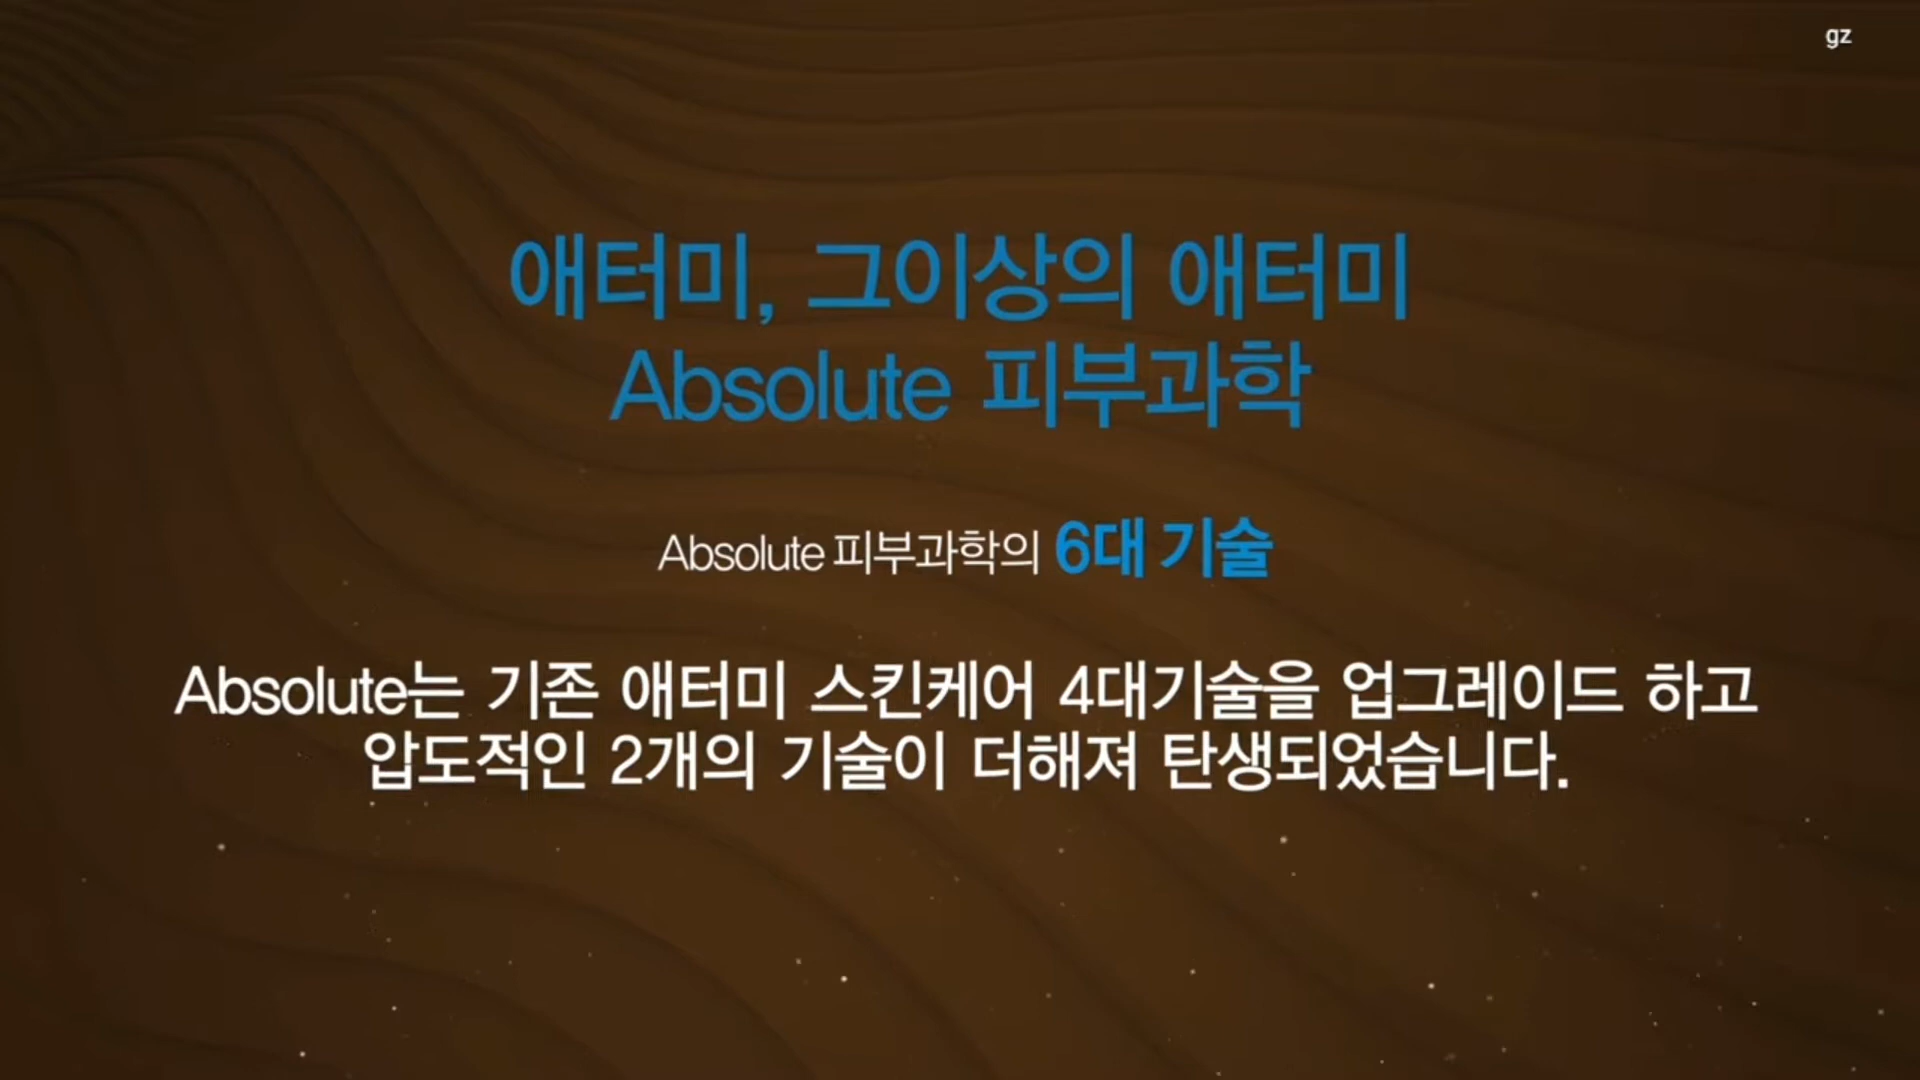 gz
애터미, 그이상의 애터미
Absolute 피부과학
Absolute 피부과학의 6대 기술
Absolute는 기존 애터미 스킨케어 4대기술을 업그레이드 하고
압도적인 2개의 기술이 더해져 탄생되었습니다.